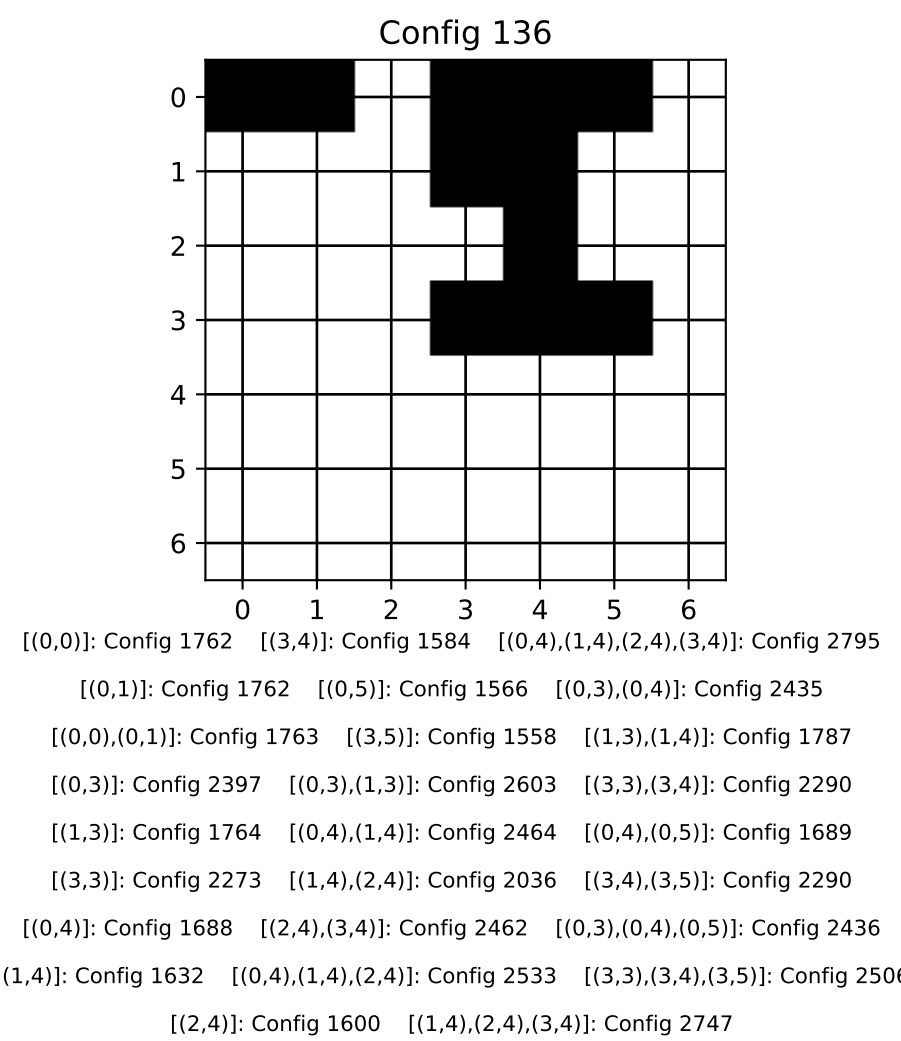 Config 136
0
1
2
3
4
5
6
0 1 2 3 4 5 6
[(0,0)]: Config 1762 [(3,4)]: Config 1584 [(0,4),(1,4),(2,4),(3,4)]: Config 2795
[(0,1)]: Config 1762 [(0,5)]: Config 1566 [(0,3),(0,4)]: Config 2435
[(0,0),(0,1)]: Config 1763 [(3,5)]: Config 1558 [(1,3),(1,4)]: Config 1787
[(0,3)]: Config 2397 [(0,3),(1,3)]: Config 2603 [(3,3),(3,4)]: Config 2290
[(1,3)]: Config 1764 [(0,4),(1,4)]: Config 2464 [(0,4),(0,5)]: Config 1689
[(3,3)]: Config 2273 [(1,4),(2,4)]: Config 2036 [(3,4),(3,5)]: Config 2290
[(0,4)]: Config 1688 [(2,4),(3,4)]: Config 2462 [(0,3),(0,4),(0,5)]: Config 2436
(1,4)]: Config 1632 [(0,4),(1,4),(2,4)]: Config 2533 [(3,3),(3,4),(3,5)]: Config 2506
[(2,4)]: Config 1600 [(1,4),(2,4),(3,4)]: Config 2747